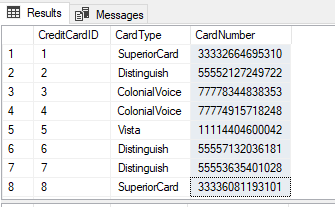 Results Messages
CreditCardID CardType CardNumber
1 1 SuperiorCard 33332664695310
2 2 Distinguish 55552127249722
3 3 ColonialVoice 77778344838353
4 4 ColonialVoice 77774915718248
5 5 Vista 11114404600042
6 6 Distinguish 55557132036181
7 7 Distinguish 55553635401028
8 8 SuperiorCard 33336081193101